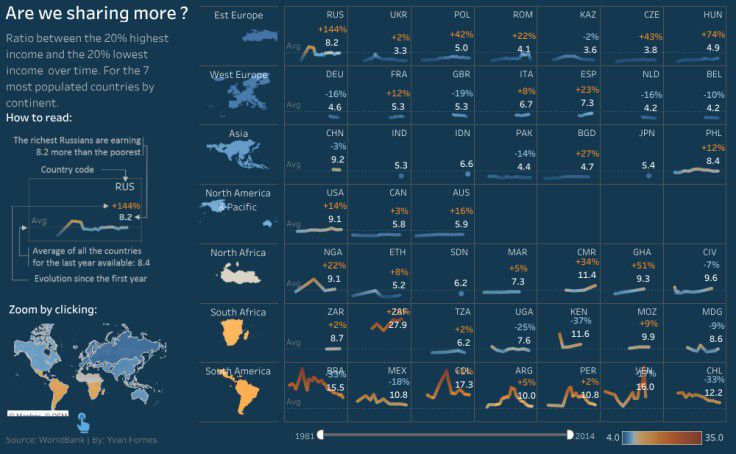 Are we sharing more ?
Ratio between the 20% highest
income and the 20% lowest
income over time. For the 7
most populated countries by
continent.
How to read:
The richest Russians are earning
8.2 more than the poorest
Country code
RUS
+144%
8.2
Avg
Average of all the countries
for the last year available: 8.4
Evolution since the first year
Zoom by clicking:
Source: WorldBank | By: Yvan Fornes
Est Europe
Avg
RUS +144% 8.2
UKR +2% 3.3
POL +42% 5.0
ROM +22% 4.1
KAZ -2% 3.6
CZE +43% 3.8
HUN +74% 4.9
West Europe
Avg
DEU -16% 4.6
FRA +12% 5.3
GBR -19% 5.3
ITA +8% 6.7
ESP +23% 7.3
NLD -16% 4.2
BEL -10% 4.2
Asia
Avg
CHN -3% 9.2
IND 5.3
IDN 6.6
PAK -14% 4.4
BGD +27% 4.7
JPN 5.4
PHL +12% 8.4
North America
& Pacific
Avg
USA +14% 9.1
CAN +3% 5.8
AUS +16% 5.9
North Africa
Avg
NGA +22% 9.1
ETH +8% 5.2
SDN 6.2
MAR +5% 7.3
CMR +34% 11.4
GHA +51% 9.3
CIV -7% 9.6
South Africa
Avg
ZAR +2% 8.7
ZAF 27.9
TZA +2% 6.2
UGA -25% 7.6
KEN -37% 11.6
MOZ +9% 9.9
MDG -9% 8.6
South America
Avg
BRA -33% 15.5
MEX -18% 10.8
COL 17.3
ARG +5% 10.0
PER +2% 10.8
16.0
CHL -33% 12.2
1981
2014
4.0
35.0